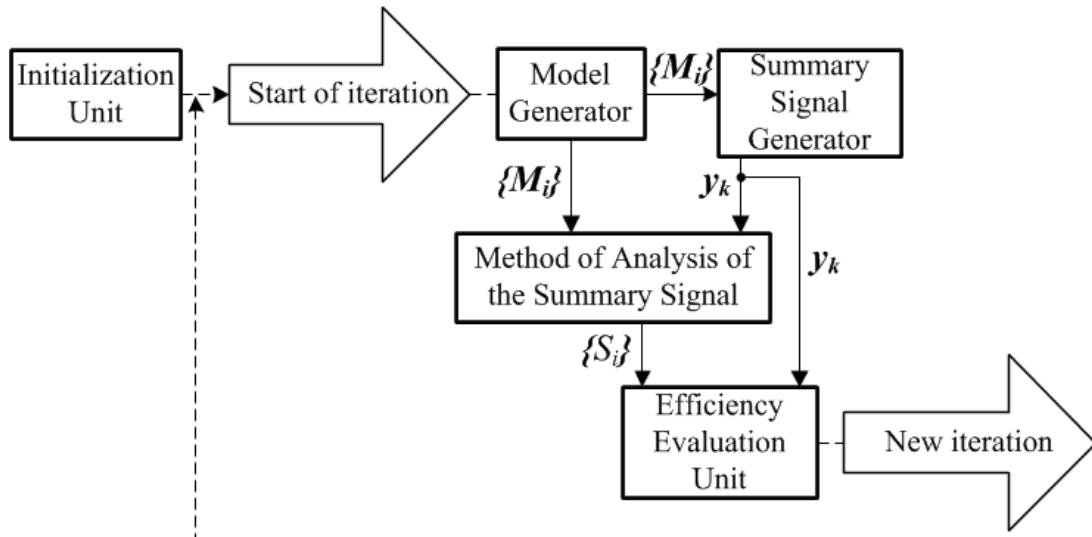 Initialization
Unit
Start of iteration
Model
Generator
{Mi}
Summary
Signal
Generator
{Mi}
yk
Method of Analysis of
the Summary Signal
yk
{Si}
Efficiency
Evaluation
Unit
New iteration